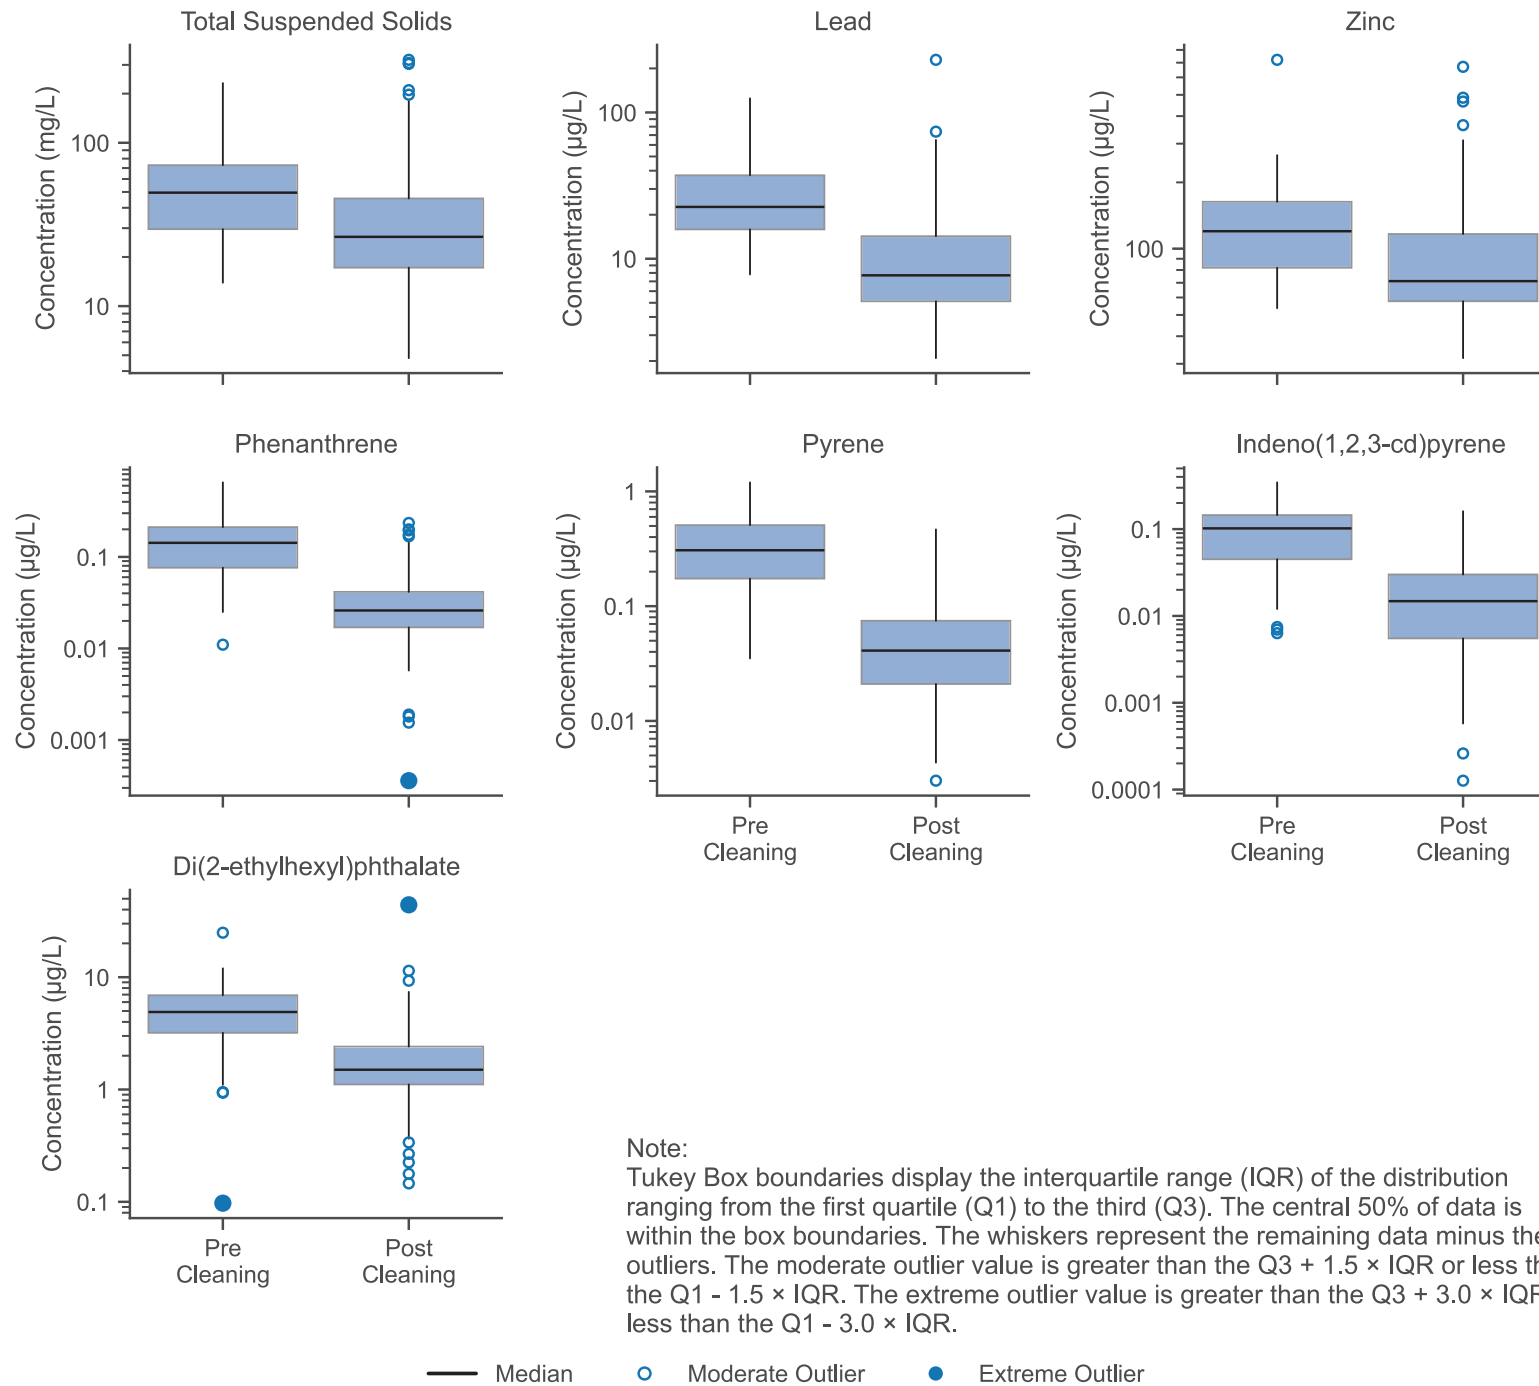 Total Suspended Solids
Concentration (mg/L)
100
10
Lead
Concentration (µg/L)
100
10
Zinc
Concentration (µg/L)
100
Phenanthrene
Concentration (µg/L)
0.1
0.01
0.001
Pyrene
Concentration (µg/L)
1
0.1
0.01
Pre
Cleaning
Post
Cleaning
Indeno(1,2,3-cd)pyrene
Concentration (µg/L)
0.1
0.01
0.001
0.0001
Pre
Cleaning
Post
Cleaning
Di(2-ethylhexyl)phthalate
Concentration (µg/L)
10
1
0.1
Pre
Cleaning
Post
Cleaning
Note:
Tukey Box boundaries display the interquartile range (IQR) of the distribution
ranging from the first quartile (Q1) to the third (Q3). The central 50% of data is
within the box boundaries. The whiskers represent the remaining data minus the
outliers. The moderate outlier value is greater than the Q3 + 1.5 × IQR or less th
the Q1 - 1.5 × IQR. The extreme outlier value is greater than the Q3 + 3.0 × IQR
less than the Q1 - 3.0 × IQR.
Median
Moderate Outlier
Extreme Outlier